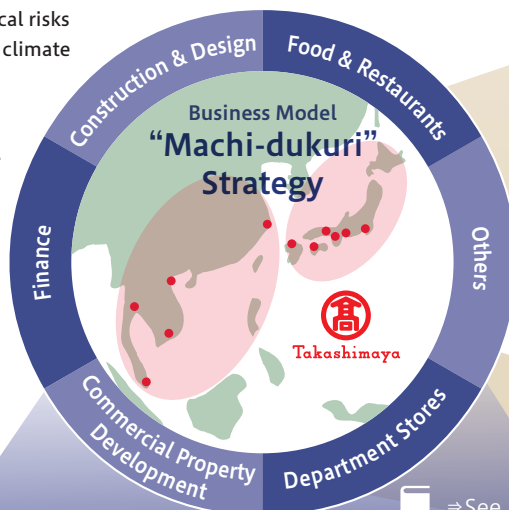 cal risks
climate
Construction & Design
Food & Restaurants
Business Model
“Machi-dukuri”
Strategy
Finance
Others
髙
Takashimaya
Commercial Property
Development
Department Stores
⇒See